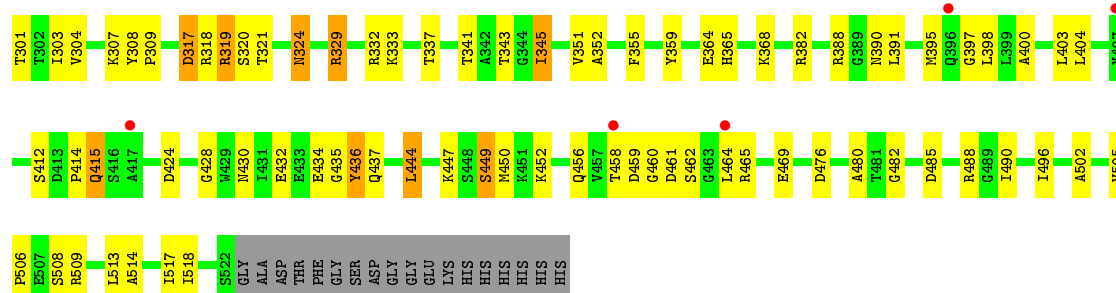 T301 T302 I303 V304 K307 Y308 P309 D317 R318 R319 S320 T321 N324 R329 R332 K333 T337 T341 A342 T343 G344 I345 V351 A352 F355 Y359 E364 H365 K368 R382 R388 G389 N390 L391 M395 Q396 G397 L398 L399 A400 L403 L404
S412 D413 P414 Q415 S416 A417 D424 G428 W429 N430 I431 E432 E433 E434 G435 Y436 Q437 L444 K447 S448 S449 M450 K451 K452 Q456 V457 T458 D459 G460 D461 S462 G463 L464 R465 E469 D476 A480 T481 G482 D485 R488 G489 I490 I496 A502
P506 E507 S508 R509 L513 A514 I517 I518 S522 GLY ALA ASP THR PHE GLY SER ASP GLY GLY GLU LYS HIS HIS HIS HIS HIS HIS